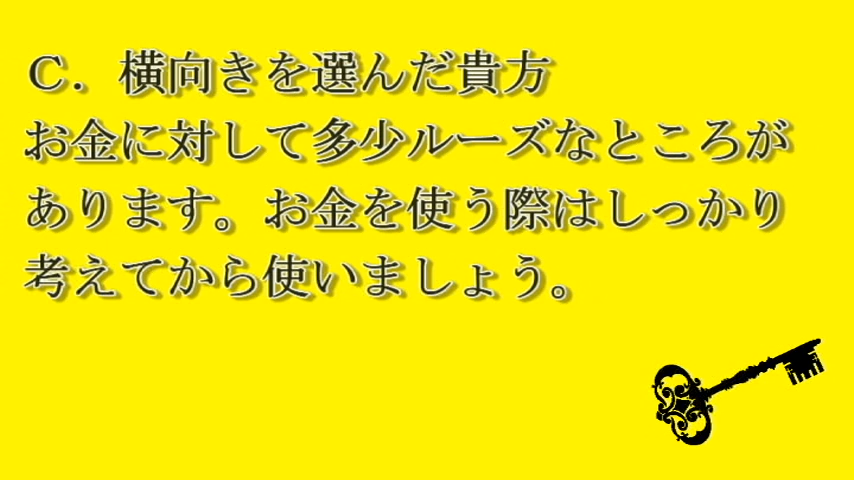 C．横向きを選んだ貴方
お金に対して多少ルーズなところが
あります。お金を使う際はしっかり
考えてから使いましょう。